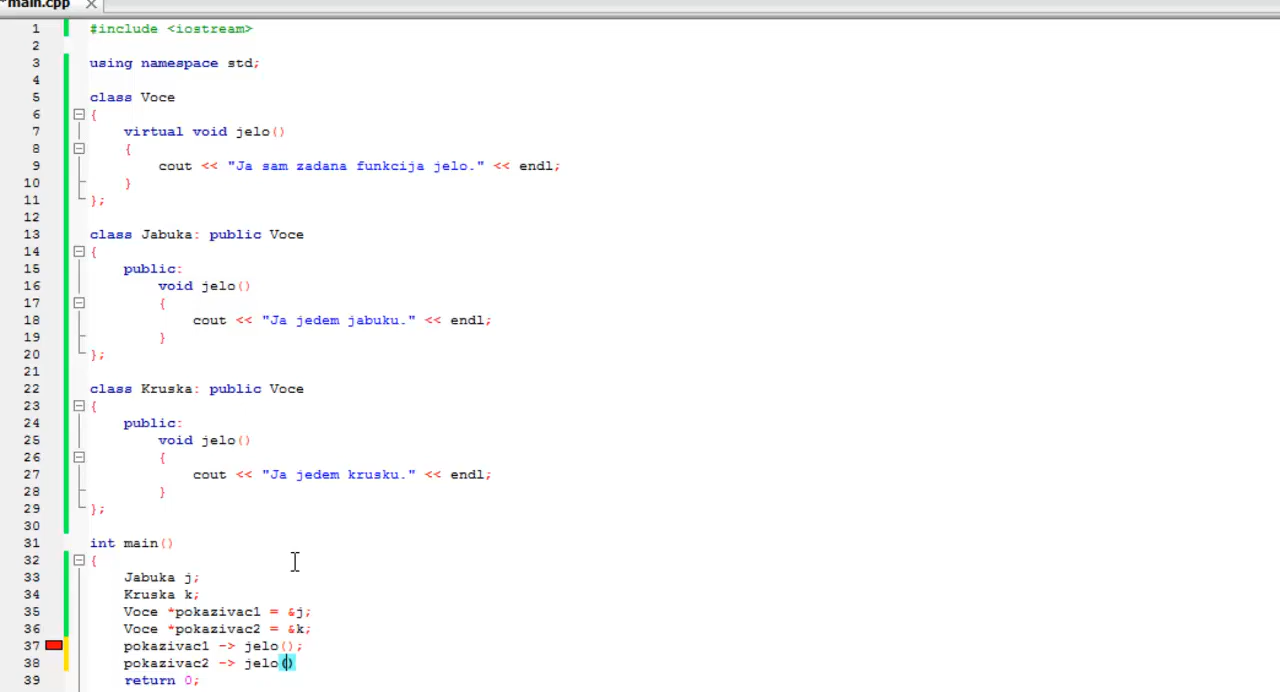 *main.cpp
1 #include <iostream>
2
3 using namespace std;
4
5 class Voce
6 {
7 virtual void jelo()
8 {
9 cout << "Ja sam zadana funkcija jelo." << endl;
10 }
11 };
12
13 class Jabuka: public Voce
14 {
15 public:
16 void jelo()
17 {
18 cout << "Ja jedem jabuku." << endl;
19 }
20 };
21
22 class Kruska: public Voce
23 {
24 public:
25 void jelo()
26 {
27 cout << "Ja jedem krusku." << endl;
28 }
29 };
30
31 int main()
32 {
33 Jabuka j;
34 Kruska k;
35 Voce *pokazivac1 = &j;
36 Voce *pokazivac2 = &k;
37 pokazivac1 -> jelo();
38 pokazivac2 -> jelo()
39 return 0;